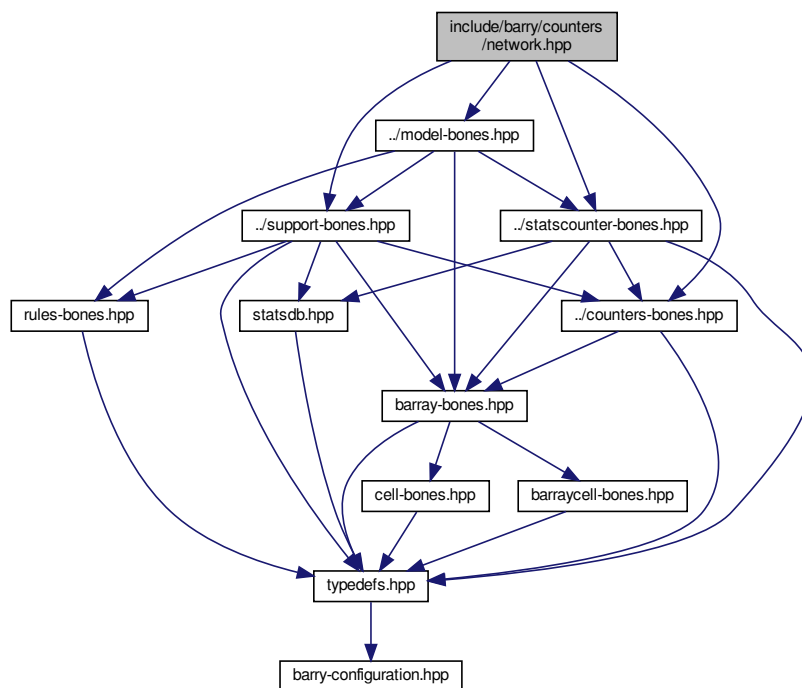 include/barry/counters
/network.hpp
../model-bones.hpp
../support-bones.hpp
../statscounter-bones.hpp
rules-bones.hpp
statsdb.hpp
../counters-bones.hpp
barray-bones.hpp
cell-bones.hpp
barraycell-bones.hpp
typedefs.hpp
barry-configuration.hpp